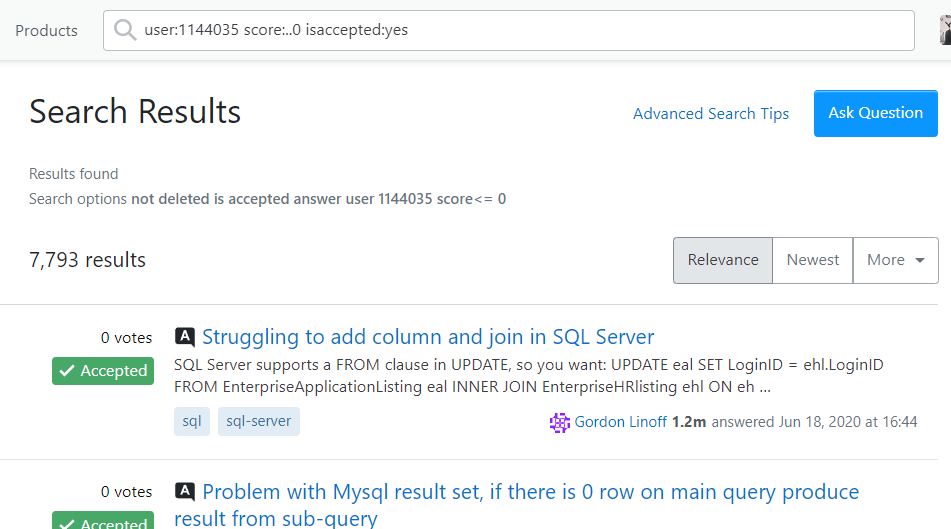 Products
user:1144035 score:..0 isaccepted:yes
Search Results
Advanced Search Tips
Ask Question
Results found
Search options not deleted is accepted answer user 1144035 score<= 0
7,793 results
Relevance
Newest
More
0 votes
A Struggling to add column and join in SQL Server
Accepted
SQL Server supports a FROM clause in UPDATE, so you want: UPDATE eal SET LoginID = ehl.LoginID
FROM EnterpriseApplicationListing eal INNER JOIN EnterpriseHRlisting ehl ON eh ...
sql
sql-server
Gordon Linoff 1.2m answered Jun 18, 2020 at 16:44
0 votes
A Problem with Mysql result set, if there is 0 row on main query produce
result from sub-query
Accepted